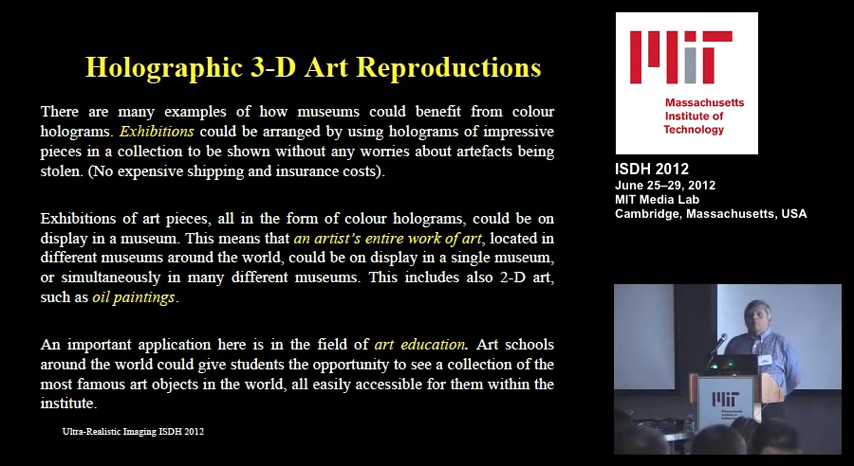 Holographic 3-D Art Reproductions
There are many examples of how museums could benefit from colour
holograms. Exhibitions could be arranged by using holograms of impressive
pieces in a collection to be shown without any worries about artefacts being
stolen. (No expensive shipping and insurance costs).
Exhibitions of art pieces, all in the form of colour holograms, could be on
display in a museum. This means that an artist's entire work of art, located in
different museums around the world, could be on display in a single museum,
or simultaneously in many different museums. This includes also 2-D art,
such as oil paintings.
An important application here is in the field of art education. Art schools
around the world could give students the opportunity to see a collection of the
most famous art objects in the world, all easily accessible for them within the
institute.
Ultra-Realistic Imaging ISDH 2012
MIT
Massachusetts
Institute of
Technology
ISDH 2012
June 25–29, 2012
MIT Media Lab
Cambridge, Massachusetts, USA
MIT